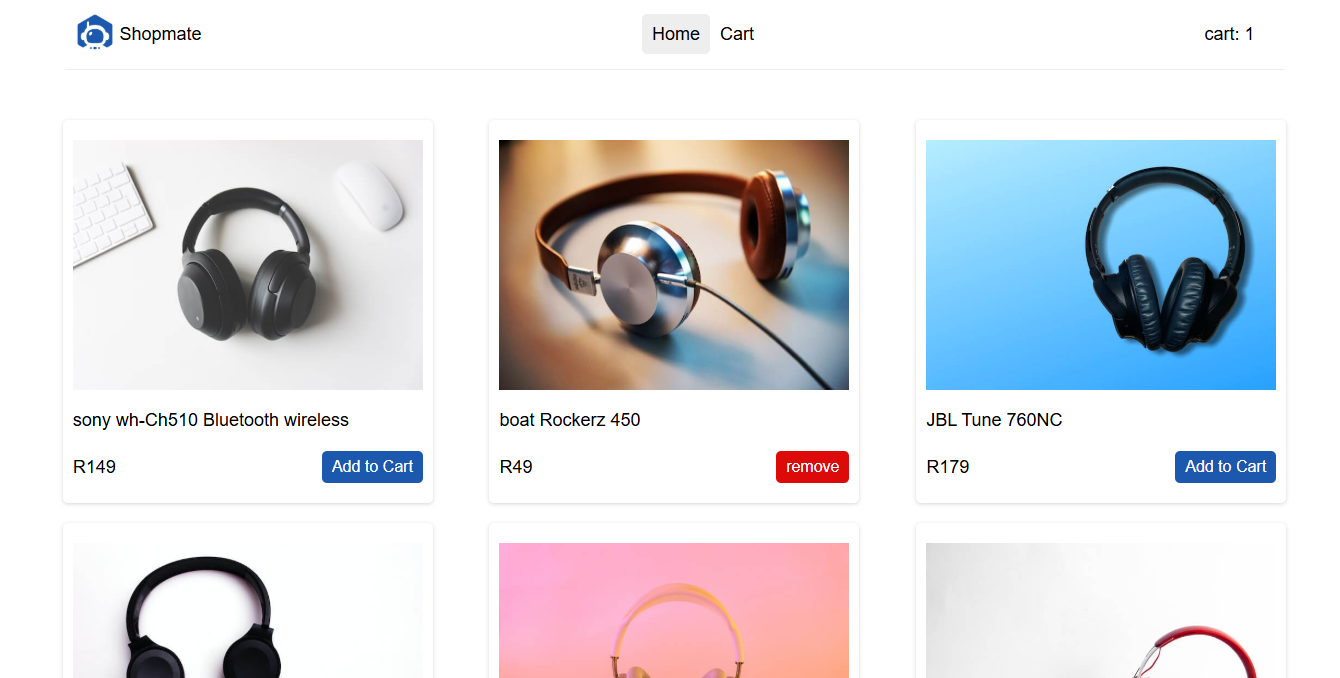 Shopmate
Home
Cart
cart: 1
sony wh-Ch510 Bluetooth wireless
R149
Add to Cart
boat Rockerz 450
R49
remove
JBL Tune 760NC
R179
Add to Cart